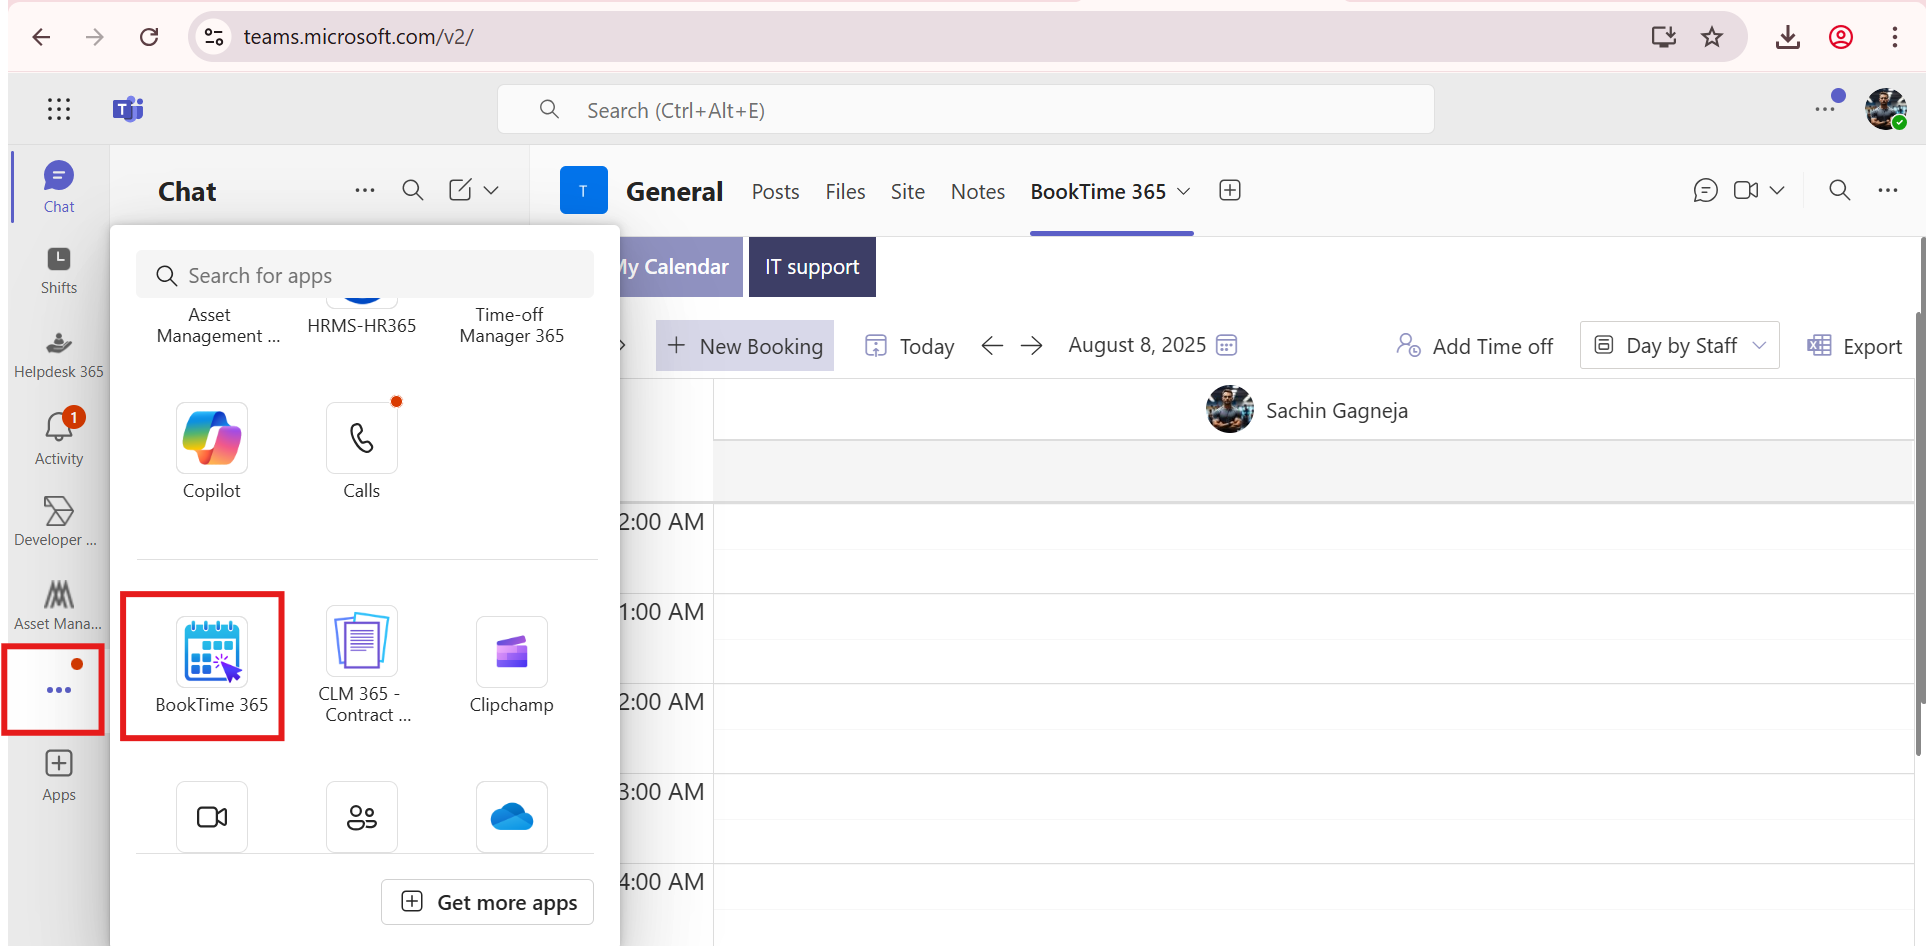 teams.microsoft.com/v2/
Search (Ctrl+Alt+E)
Chat
Shifts
Helpdesk 365
1
Activity
Developer ...
Asset Mana...
Apps
Chat
T
General
Posts
Files
Site
Notes
BookTime 365
Search for apps
Asset
Management ...
HRMS-HR365
Time-off
Manager 365
Copilot
Calls
BookTime 365
CLM 365 -
Contract ...
Clipchamp
Get more apps
My Calendar
IT support
New Booking
Today
August 8, 2025
Add Time off
Day by Staff
Export
Sachin Gagneja
2:00 AM
1:00 AM
2:00 AM
3:00 AM
4:00 AM